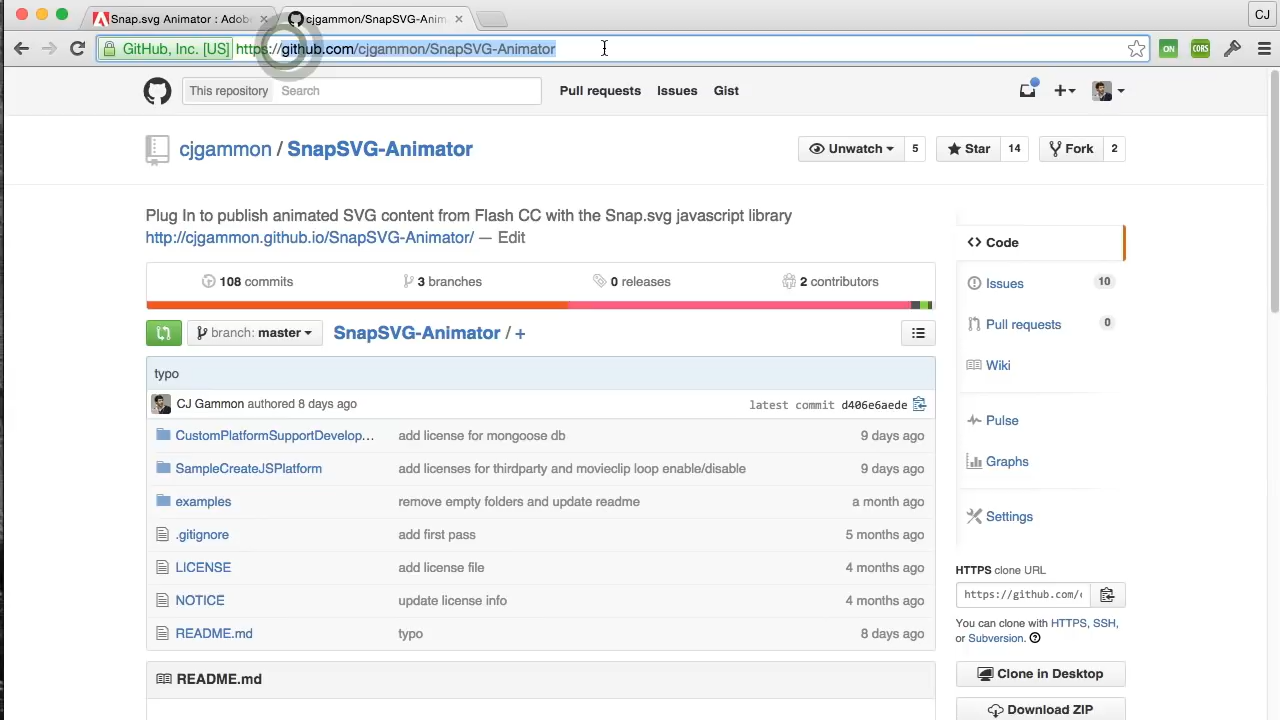 Snap.svg Animator : Adob
cjgammon/SnapSVG-Anim
CJ
GitHub, Inc. [US] https://github.com/cjgammon/SnapSVG-Animator
ON
CORS
This repository Search
Pull requests Issues Gist
cjgammon / SnapSVG-Animator
Unwatch 5 Star 14 Fork 2
Plug In to publish animated SVG content from Flash CC with the Snap.svg javascript library
http://cjgammon.github.io/SnapSVG-Animator/ — Edit
108 commits 3 branches 0 releases 2 contributors
branch: master SnapSVG-Animator / +
typo
CJ Gammon authored 8 days ago latest commit d406e6aede
CustomPlatformSupportDevelop… add license for mongoose db 9 days ago
SampleCreateJSPlatform add licenses for thirdparty and movieclip loop enable/disable 9 days ago
examples remove empty folders and update readme a month ago
.gitignore add first pass 5 months ago
LICENSE add license file 4 months ago
NOTICE update license info 4 months ago
README.md typo 8 days ago
README.md
Code
Issues 10
Pull requests 0
Wiki
Pulse
Graphs
Settings
HTTPS clone URL
https://github.com/
You can clone with HTTPS, SSH,
or Subversion.
Clone in Desktop
Download ZIP